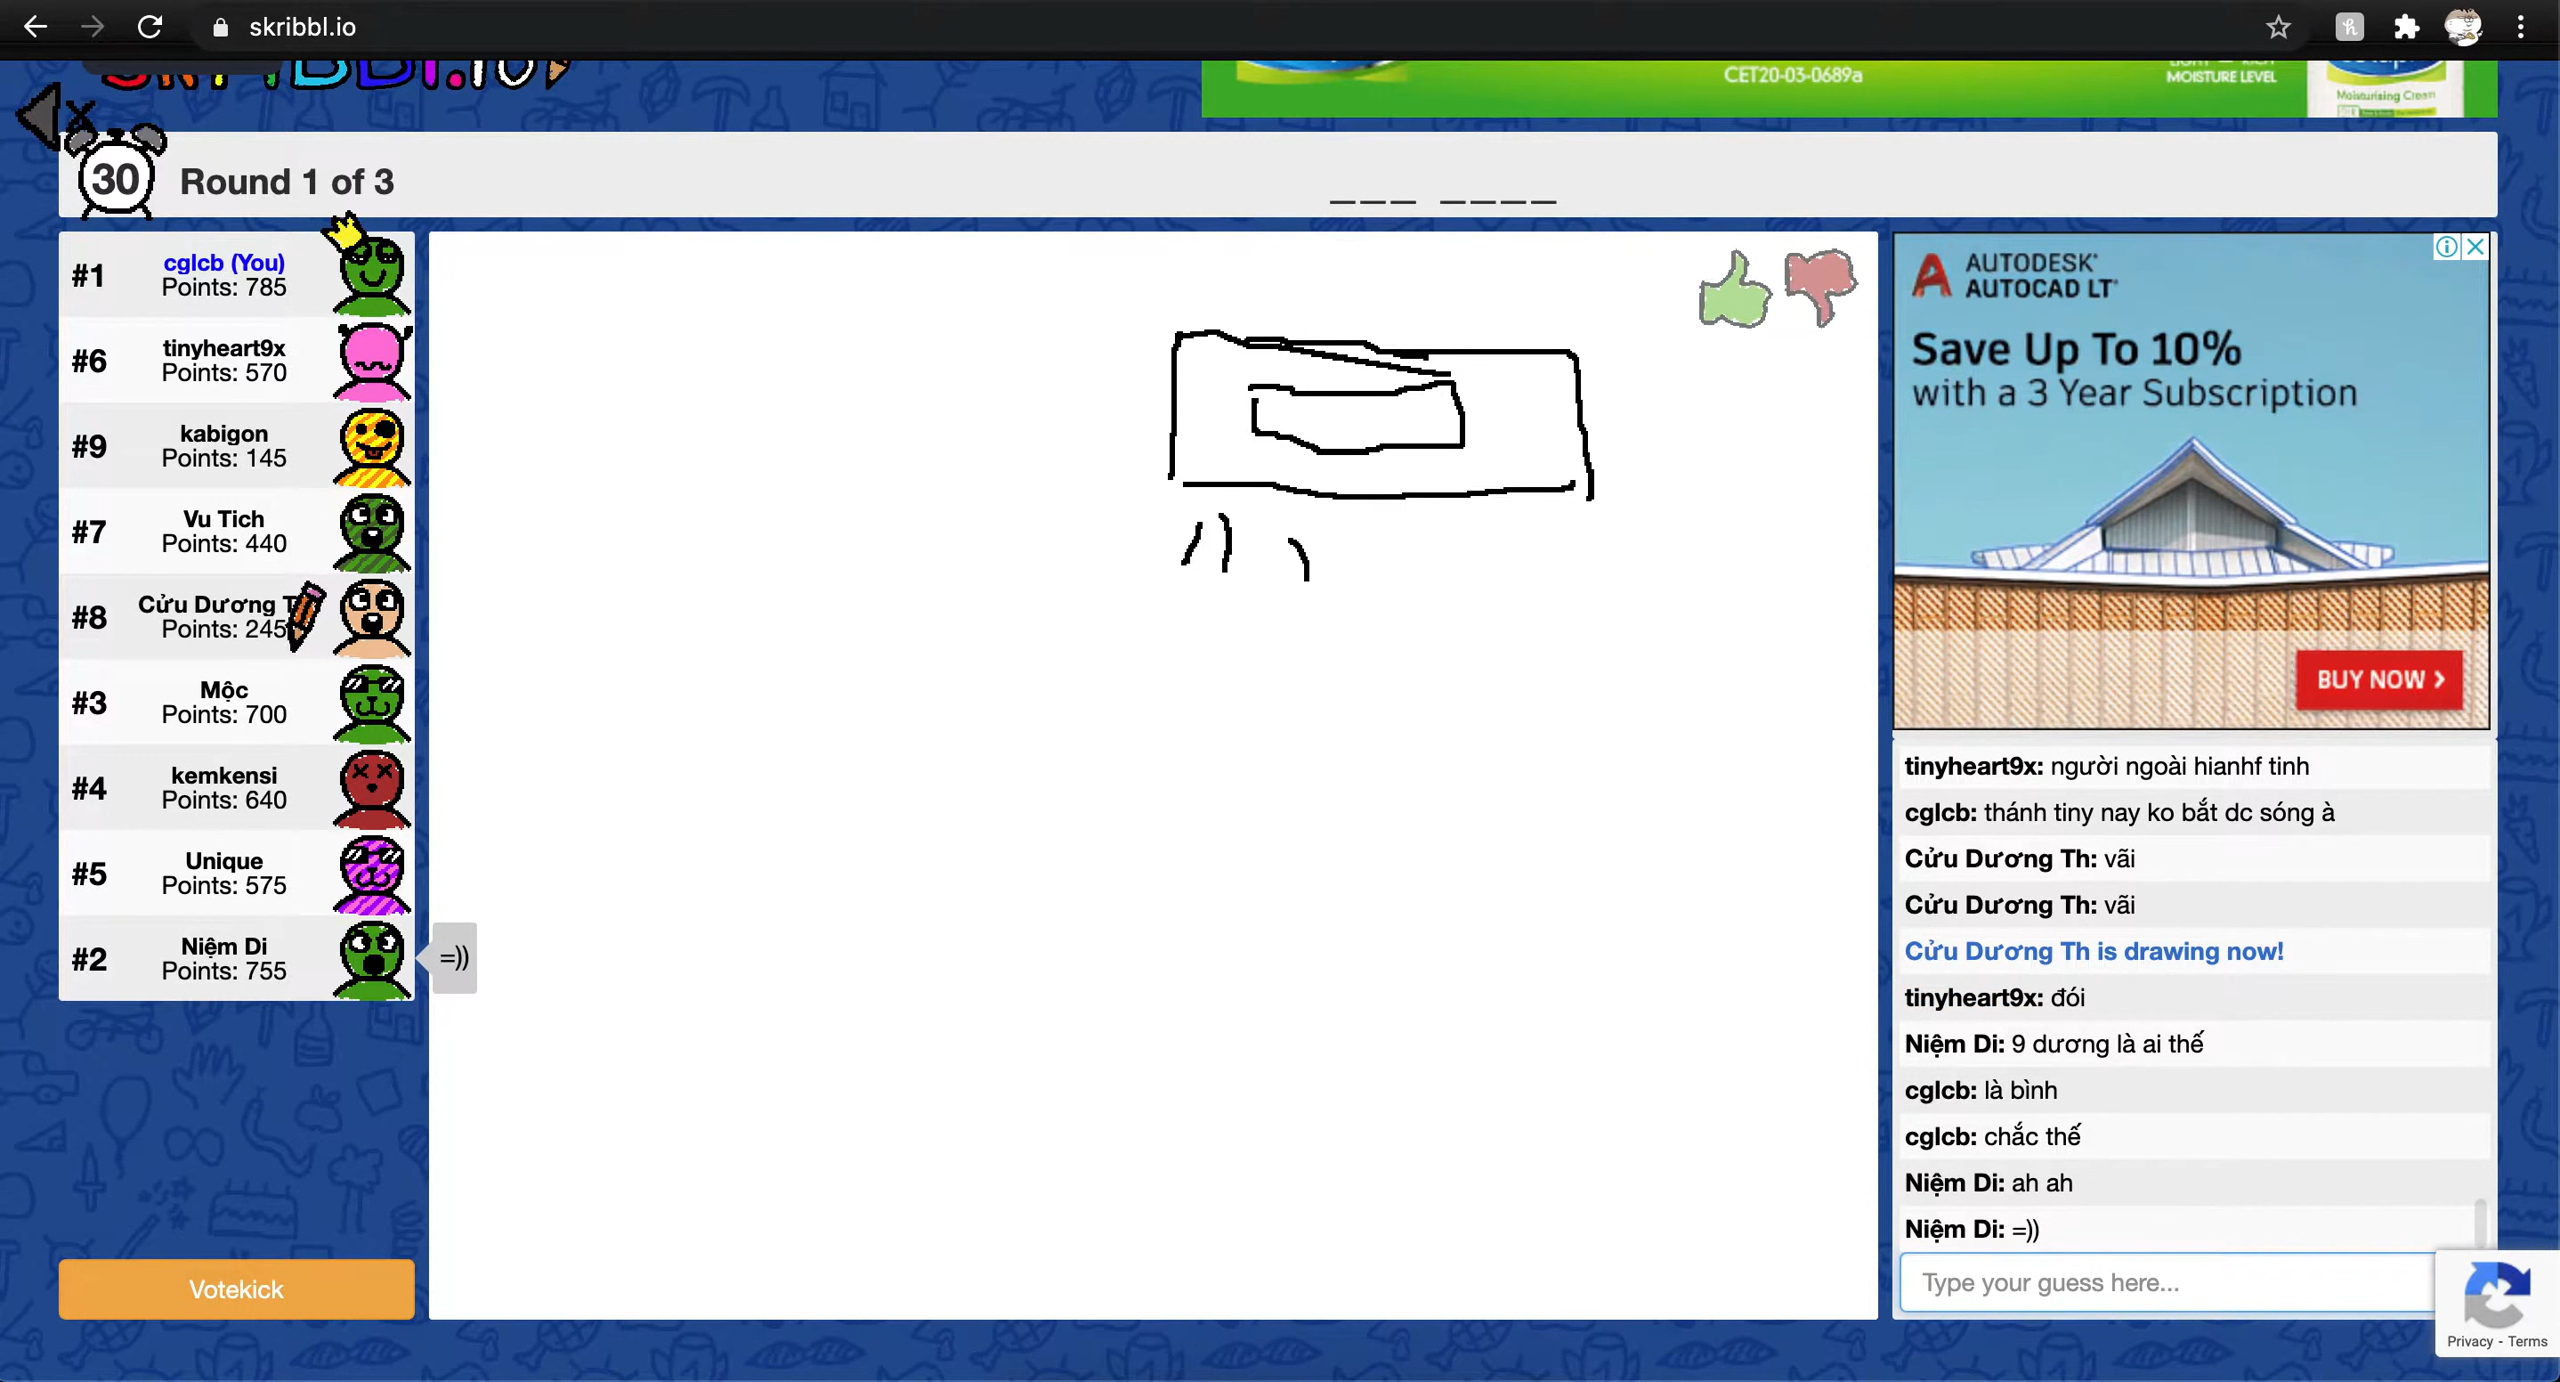 skribbl.io
SKRIBBL.IO
CET20-03-0689a
MOISTURE LEVEL
Moisturising Cream
30
Round 1 of 3
___ ____
#1
cglcb (You)
Points: 785
#6
tinyheart9x
Points: 570
#9
kabigon
Points: 145
#7
Vu Tich
Points: 440
#8
Cửu Dương T
Points: 245
#3
Mộc
Points: 700
#4
kemkensi
Points: 640
#5
Unique
Points: 575
#2
Niệm Di
Points: 755
=))
Votekick
AUTODESK®
AUTOCAD LT®
Save Up To 10%
with a 3 Year Subscription
BUY NOW >
tinyheart9x: người ngoài hianhf tinh
cglcb: thánh tiny nay ko bắt dc sóng à
Cửu Dương Th: vãi
Cửu Dương Th: vãi
Cửu Dương Th is drawing now!
tinyheart9x: đói
Niệm Di: 9 dương là ai thế
cglcb: là bình
cglcb: chắc thế
Niệm Di: ah ah
Niệm Di: =))
Type your guess here...
Privacy - Terms